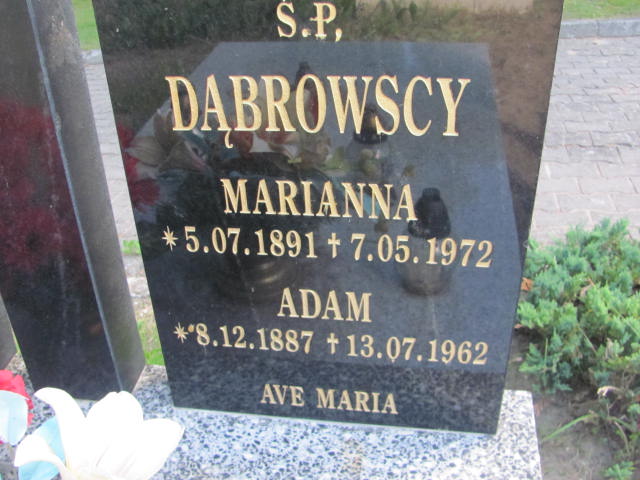 Ś.P,
DĄBROWSCY
MARIANNA
* 5.07.1891 † 7.05.1972
ADAM
* 8.12.1887 † 13.07.1962
AVE MARIA